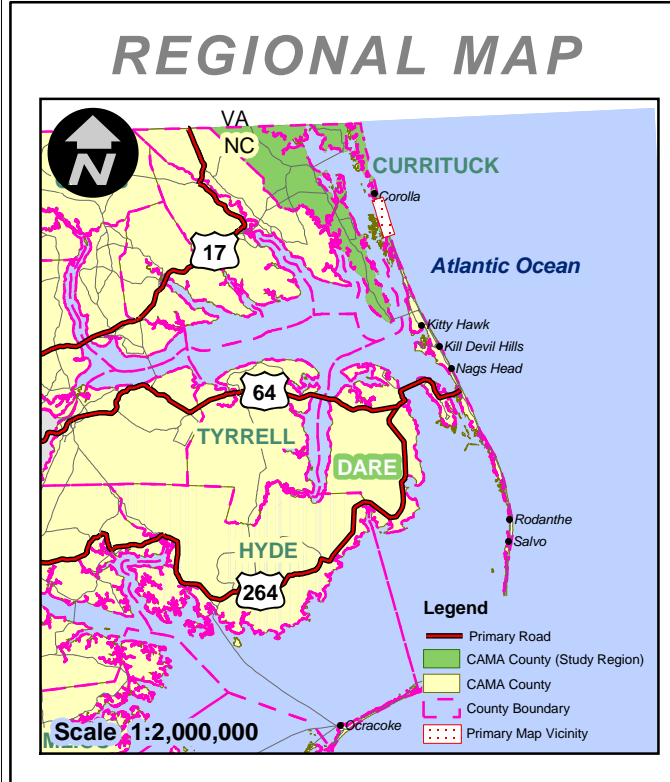 REGIONAL MAP
N
VA
NC
CURRITUCK
Corolla
17
Atlantic Ocean
Kitty Hawk
Kill Devil Hills
Nags Head
64
TYRRELL
DARE
Rodanthe
Salvo
HYDE
264
Ocracoke
Scale 1:2,000,000
Legend
Primary Road
CAMA County (Study Region)
CAMA County
County Boundary
Primary Map Vicinity